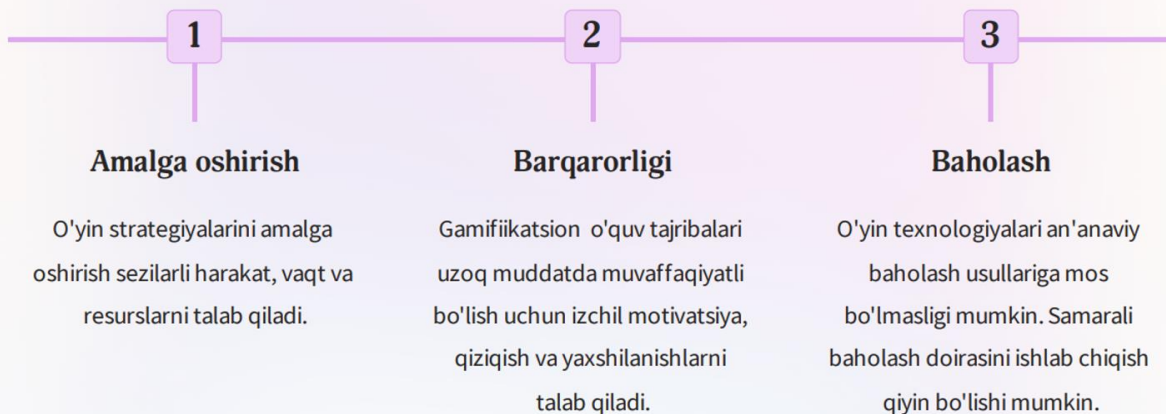 1
Amalga oshirish
O'yin strategiyalarini amalga
oshirish sezilarli harakat, vaqt va
resurslarni talab qiladi.
2
Barqarorligi
Gamifiikatsion o'quv tajribalari
uzoq muddatda muvaffaqiyatli
bo'lish uchun izchil motivatsiya,
qiziqish va yaxshilanishlarni
talab qiladi.
3
Baholash
O'yin texnologiyalari an'anaviy
baholash usullariga mos
bo'lmasligi mumkin. Samarali
baholash doirasini ishlab chiqish
qiyin bo'lishi mumkin.